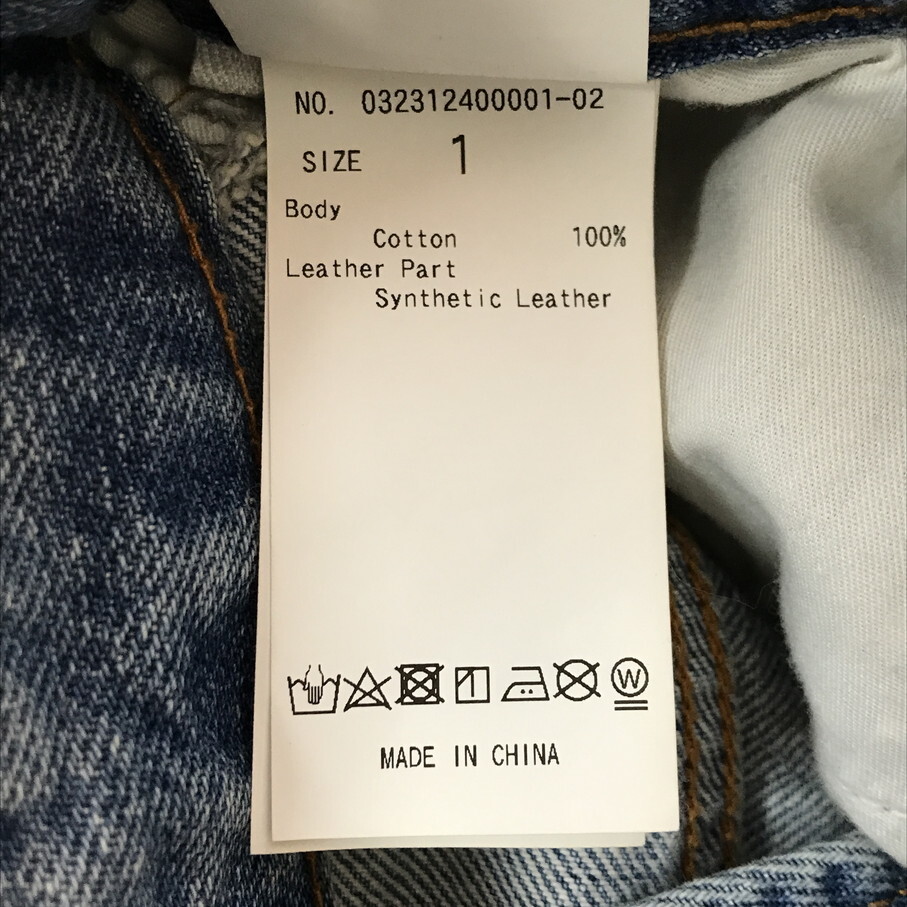 NO. 032312400001-02
SIZE 1
Body
Cotton 100%
Leather Part
Synthetic Leather
W
MADE IN CHINA